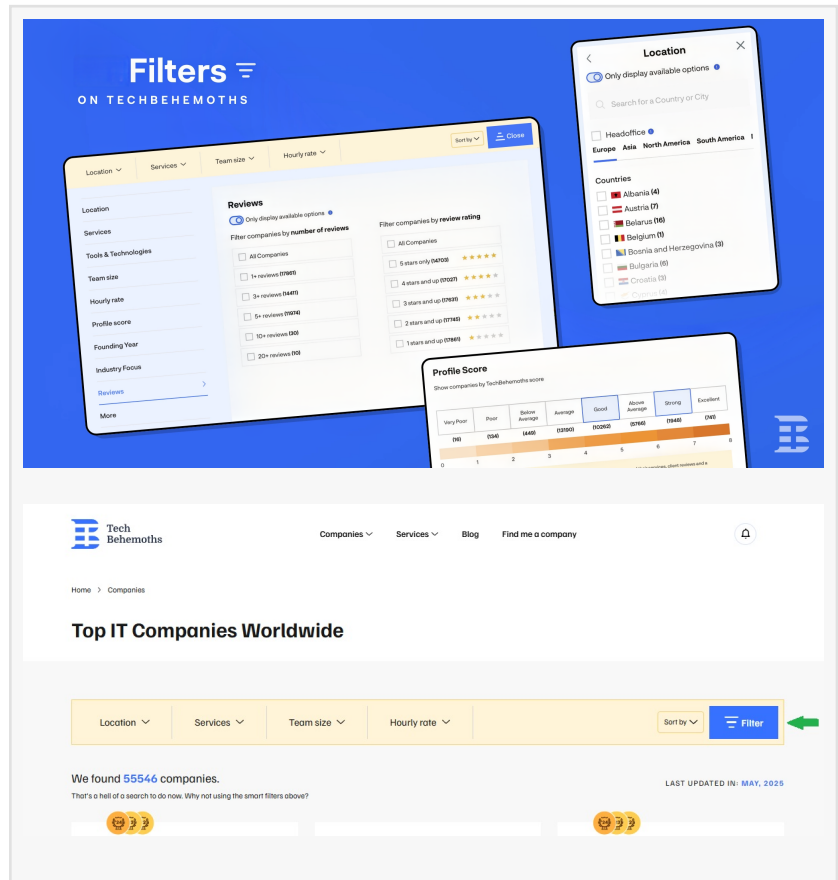 Filters
ON TECHBEHEMOTHS
Location
Services
Team size
Hourly rate
Sort by
Close
Location
Services
Tools & Technologies
Team size
Hourly rate
Profile score
Founding Year
Industry Focus
Reviews
More
Reviews
Only display available options
Filter companies by number of reviews
All Companies
1+ reviews (17861)
3+ reviews (14411)
5+ reviews (11974)
10+ reviews (30)
20+ reviews (10)
Filter companies by review rating
All Companies
5 stars only (14703)
4 stars and up (17027)
3 stars and up (17631)
2 stars and up (17745)
1 stars and up (17861)
Location
Only display available options
Search for a Country or City
Headoffice
Europe Asia North America South America
Countries
Albania (4)
Austria (7)
Belarus (16)
Belgium (1)
Bosnia and Herzegovina (3)
Bulgaria (6)
Croatia (3)
Cyprus (4)
Profile Score
Show companies by TechBehemoths score
Very Poor Poor Below Average Average Good Above Average Strong Excellent
(16) (134) (449) (13190) (10262) (5766) (1948) (741)
0 1 2 3 4 5 6 7 8
Tech
Behemoths
Companies Services Blog Find me a company
Home > Companies
Top IT Companies Worldwide
Location Services Team size Hourly rate Sort by Filter
We found 55546 companies.
LAST UPDATED IN: MAY, 2025
That's a hell of a search to do now. Why not using the smart filters above?